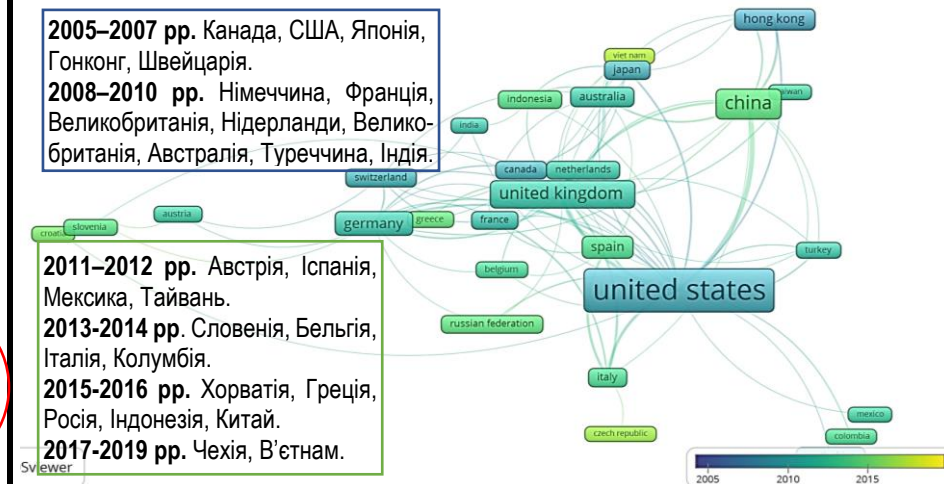 2005–2007 рр. Канада, США, Японія,
Гонконг, Швейцарія.
2008–2010 рр. Німеччина, Франція,
Великобританія, Нідерланди, Велико-
британія, Австралія, Туреччина, Індія.
hong kong
viet nam
japan
indonesia
australia
china
india
canada
netherlands
switzerland
united kingdom
austria
slovenia
germany
greece
france
spain
turkey
belgium
united states
2011–2012 рр. Австрія, Іспанія,
Мексика, Тайвань.
2013-2014 рр. Словенія, Бельгія,
Італія, Колумбія.
2015-2016 рр. Хорватія, Греція,
Росія, Індонезія, Китай.
2017-2019 рр. Чехія, В’єтнам.
russian federation
italy
czech republic
mexico
colombia
Sviewer
2005 2010 2015